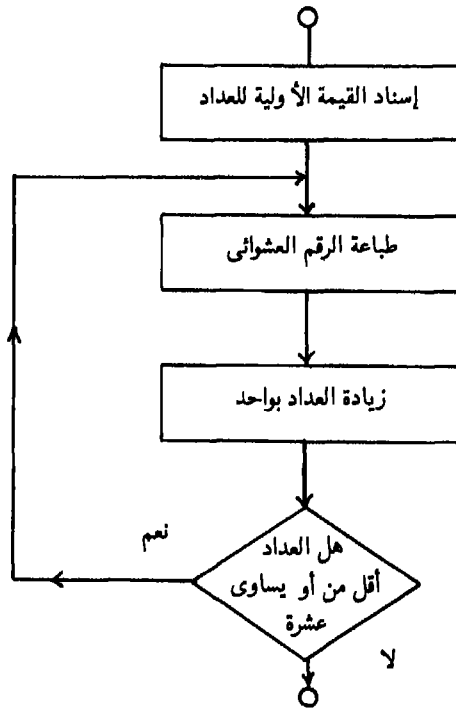 إسناد القيمة الأولية للعداد
طباعة الرقم العشوائى
زيادة العداد بواحد
نعم
هل العداد
أقل من أو يساوى
عشرة
لا